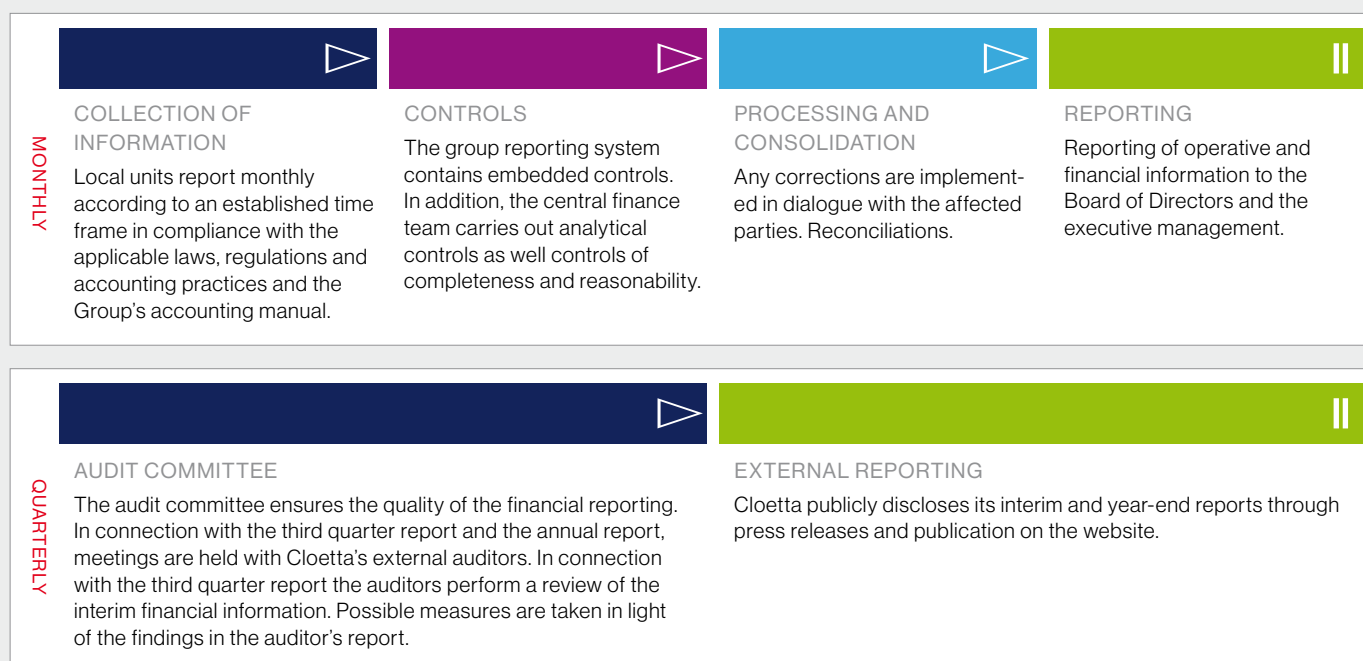 MONTHLY
COLLECTION OF
INFORMATION
Local units report monthly
according to an established time
frame in compliance with the
applicable laws, regulations and
accounting practices and the
Group’s accounting manual.
CONTROLS
The group reporting system
contains embedded controls.
In addition, the central finance
team carries out analytical
controls as well controls of
completeness and reasonability.
PROCESSING AND
CONSOLIDATION
Any corrections are implement-
ed in dialogue with the affected
parties. Reconciliations.
REPORTING
Reporting of operative and
financial information to the
Board of Directors and the
executive management.
QUARTERLY
AUDIT COMMITTEE
The audit committee ensures the quality of the financial reporting.
In connection with the third quarter report and the annual report,
meetings are held with Cloetta’s external auditors. In connection
with the third quarter report the auditors perform a review of the
interim financial information. Possible measures are taken in light
of the findings in the auditor’s report.
EXTERNAL REPORTING
Cloetta publicly discloses its interim and year-end reports through
press releases and publication on the website.